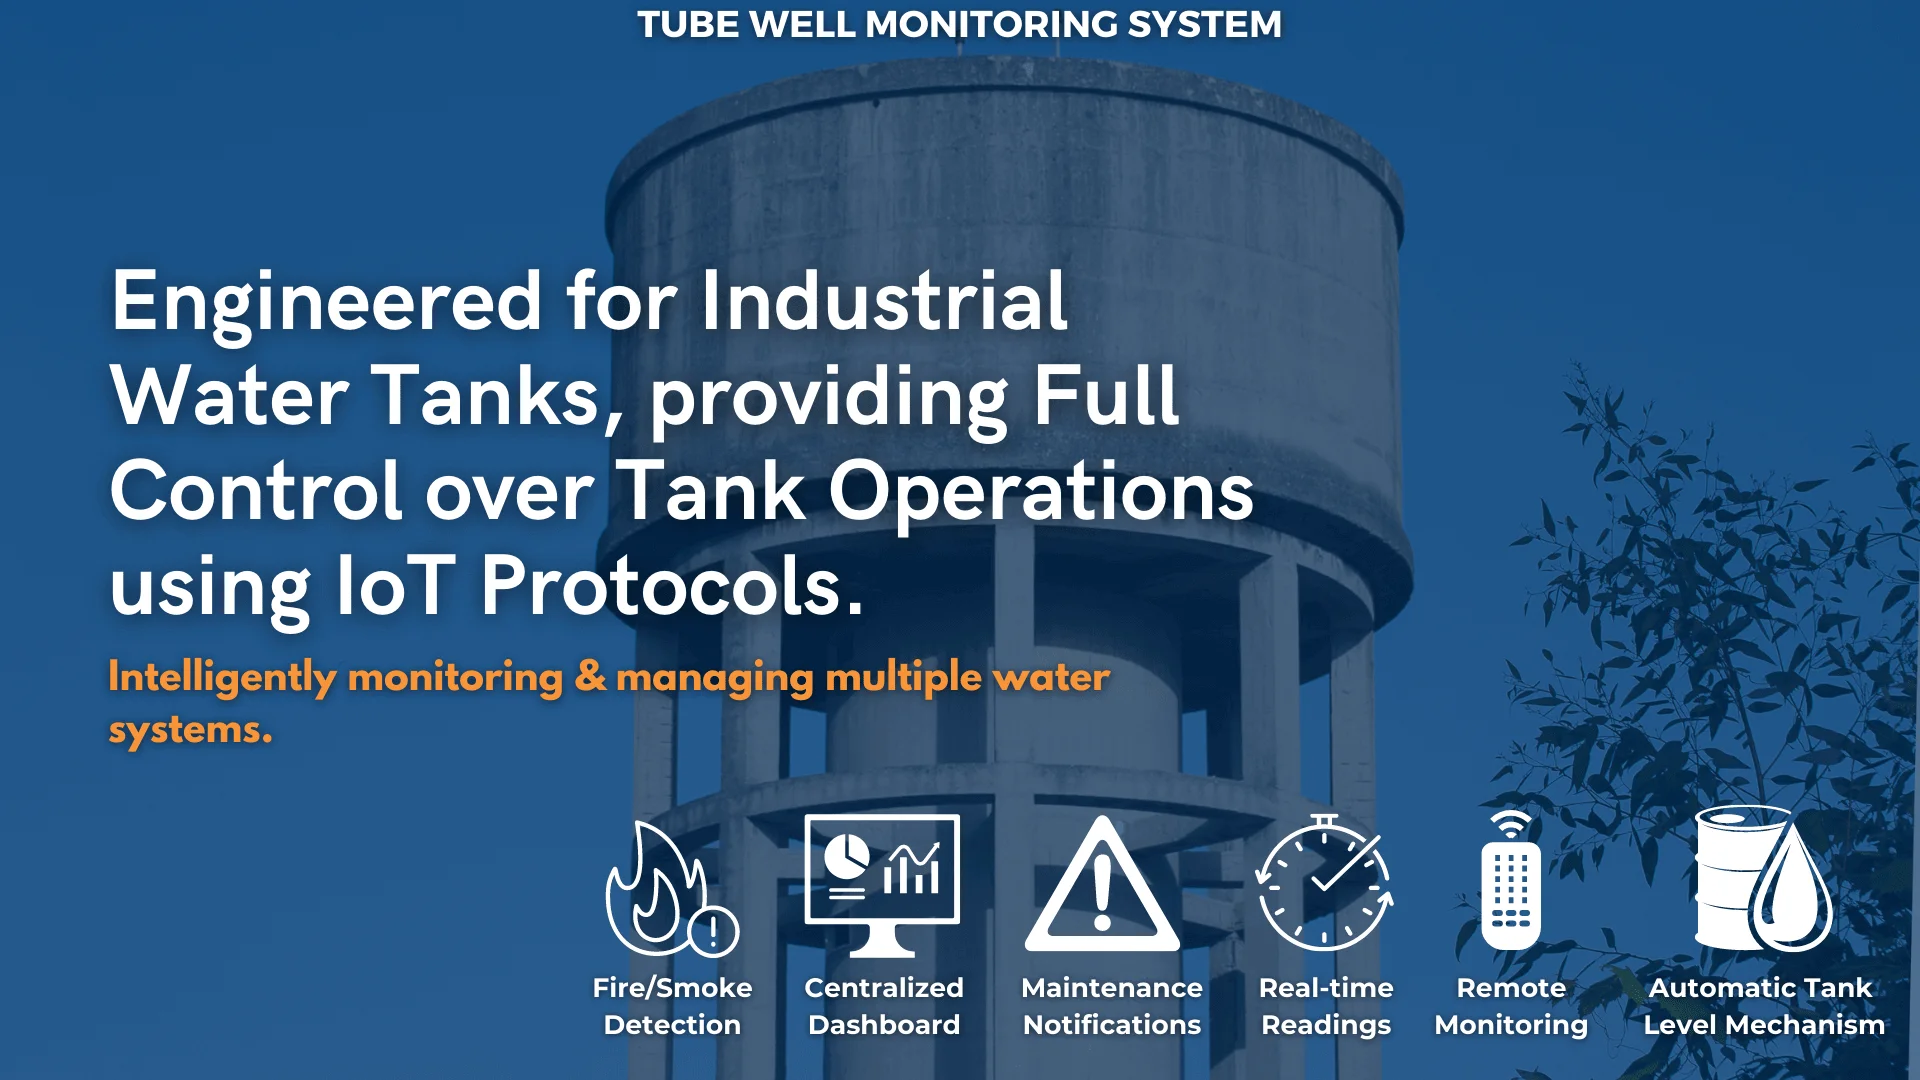 TUBE WELL MONITORING SYSTEM
Engineered for Industrial
Water Tanks, providing Full
Control over Tank Operations
using IoT Protocols.
Intelligently monitoring & managing multiple water
systems.
Fire/Smoke
Detection
Centralized
Dashboard
Maintenance
Notifications
Real-time
Readings
Remote
Monitoring
Automatic Tank
Level Mechanism